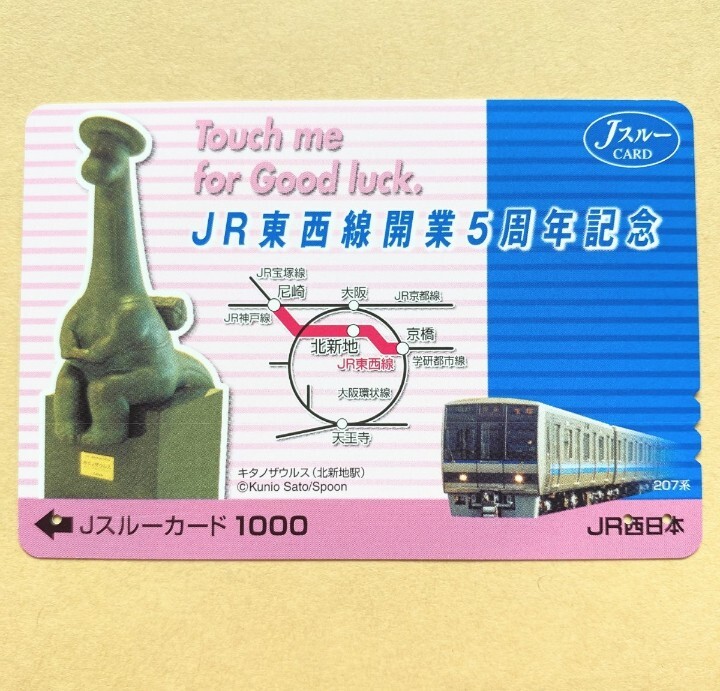 Touch me
for Good luck.
Jスルー
CARD
JR東西線開業5周年記念
JR宝塚線
尼崎
大阪
JR京都線
JR神戸線
北新地
京橋
JR東西線
学研都市線
大阪環状線
天王寺
キタノザウルス(北新地駅)
©Kunio Sato/Spoon
207系
Jスルーカード 1000
JR西日本